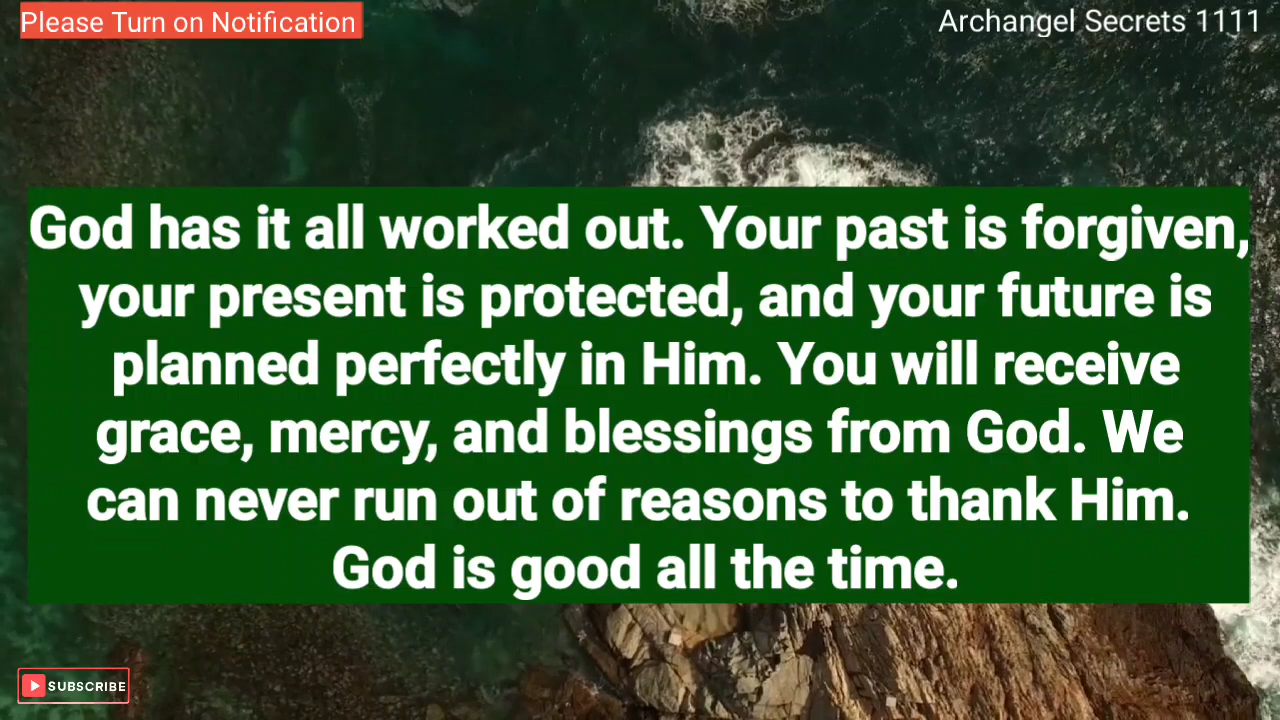 Please Turn on Notification
Archangel Secrets 1111
God has it all worked out. Your past is forgiven,
your present is protected, and your future is
planned perfectly in Him. You will receive
grace, mercy, and blessings from God. We
can never run out of reasons to thank Him.
God is good all the time.
SUBSCRIBE